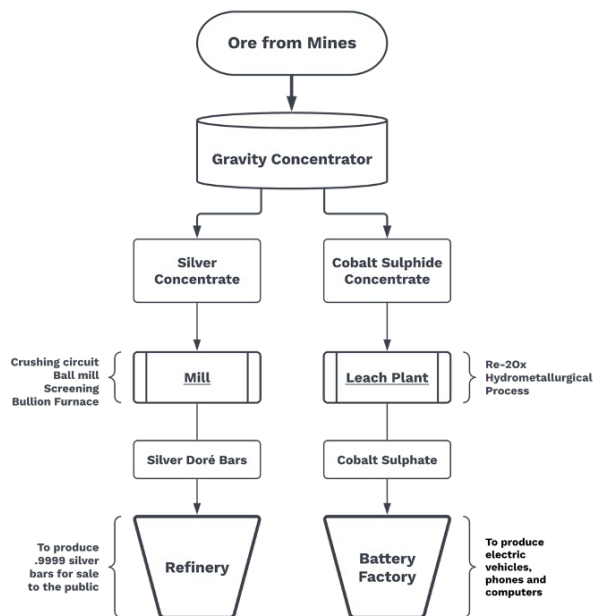 Ore from Mines
Gravity Concentrator
Silver
Concentrate
Cobalt Sulphide
Concentrate
Crushing circuit
Ball mill
Screening
Bullion Furnace
Mill
Leach Plant
Re-2Ox
Hydrometallurgical
Process
Silver Doré Bars
Cobalt Sulphate
To produce
.9999 silver
bars for sale
to the public
Refinery
Battery
Factory
To produce
electric
vehicles,
phones and
computers